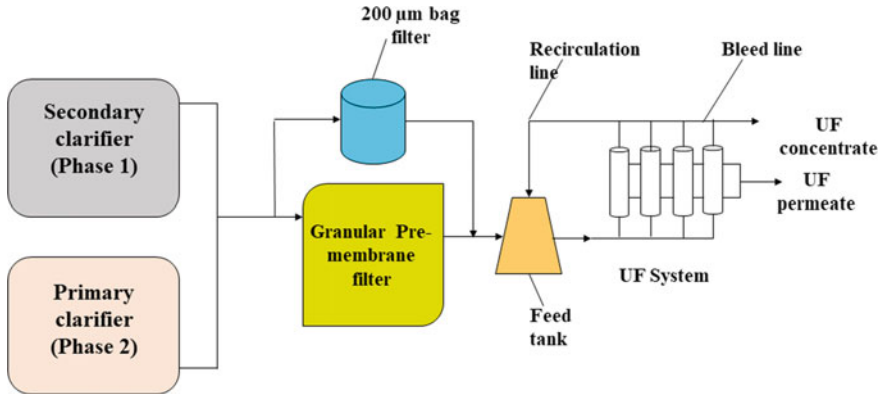 200 µm bag
filter
Recirculation
line
Bleed line
Secondary
clarifier
(Phase 1)
UF
concentrate
UF
permeate
Granular Pre-
membrane
filter
UF System
Primary
clarifier
(Phase 2)
Feed
tank